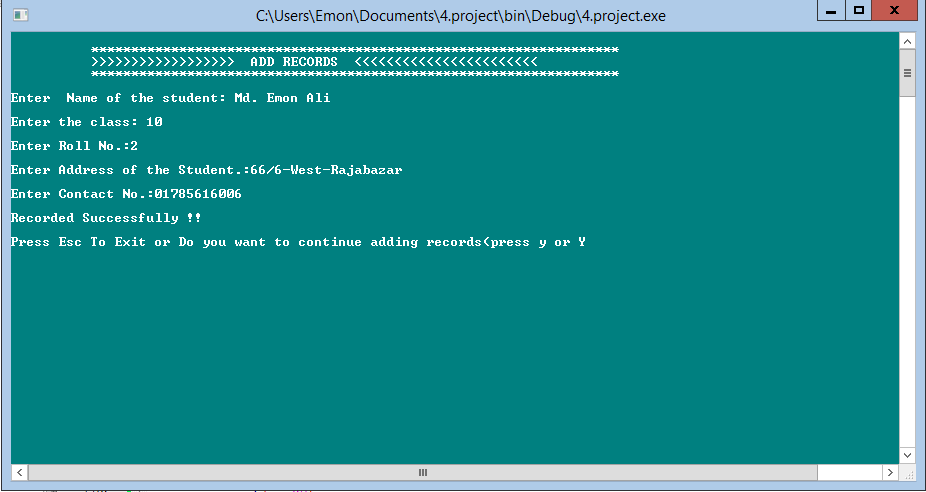 C:\Users\Emon\Documents\4.project\bin\Debug\4.project.exe
******************************************************************
>>>>>>>>>>>>>>>>>> ADD RECORDS <<<<<<<<<<<<<<<<<<<<<<<
******************************************************************
Enter  Name of the student: Md. Emon Ali
Enter the class: 10
Enter Roll No.:2
Enter Address of the Student.:66/6-West-Rajabazar
Enter Contact No.:01785616006
Recorded Successfully !!
Press Esc To Exit or Do you want to continue adding records(press y or Y